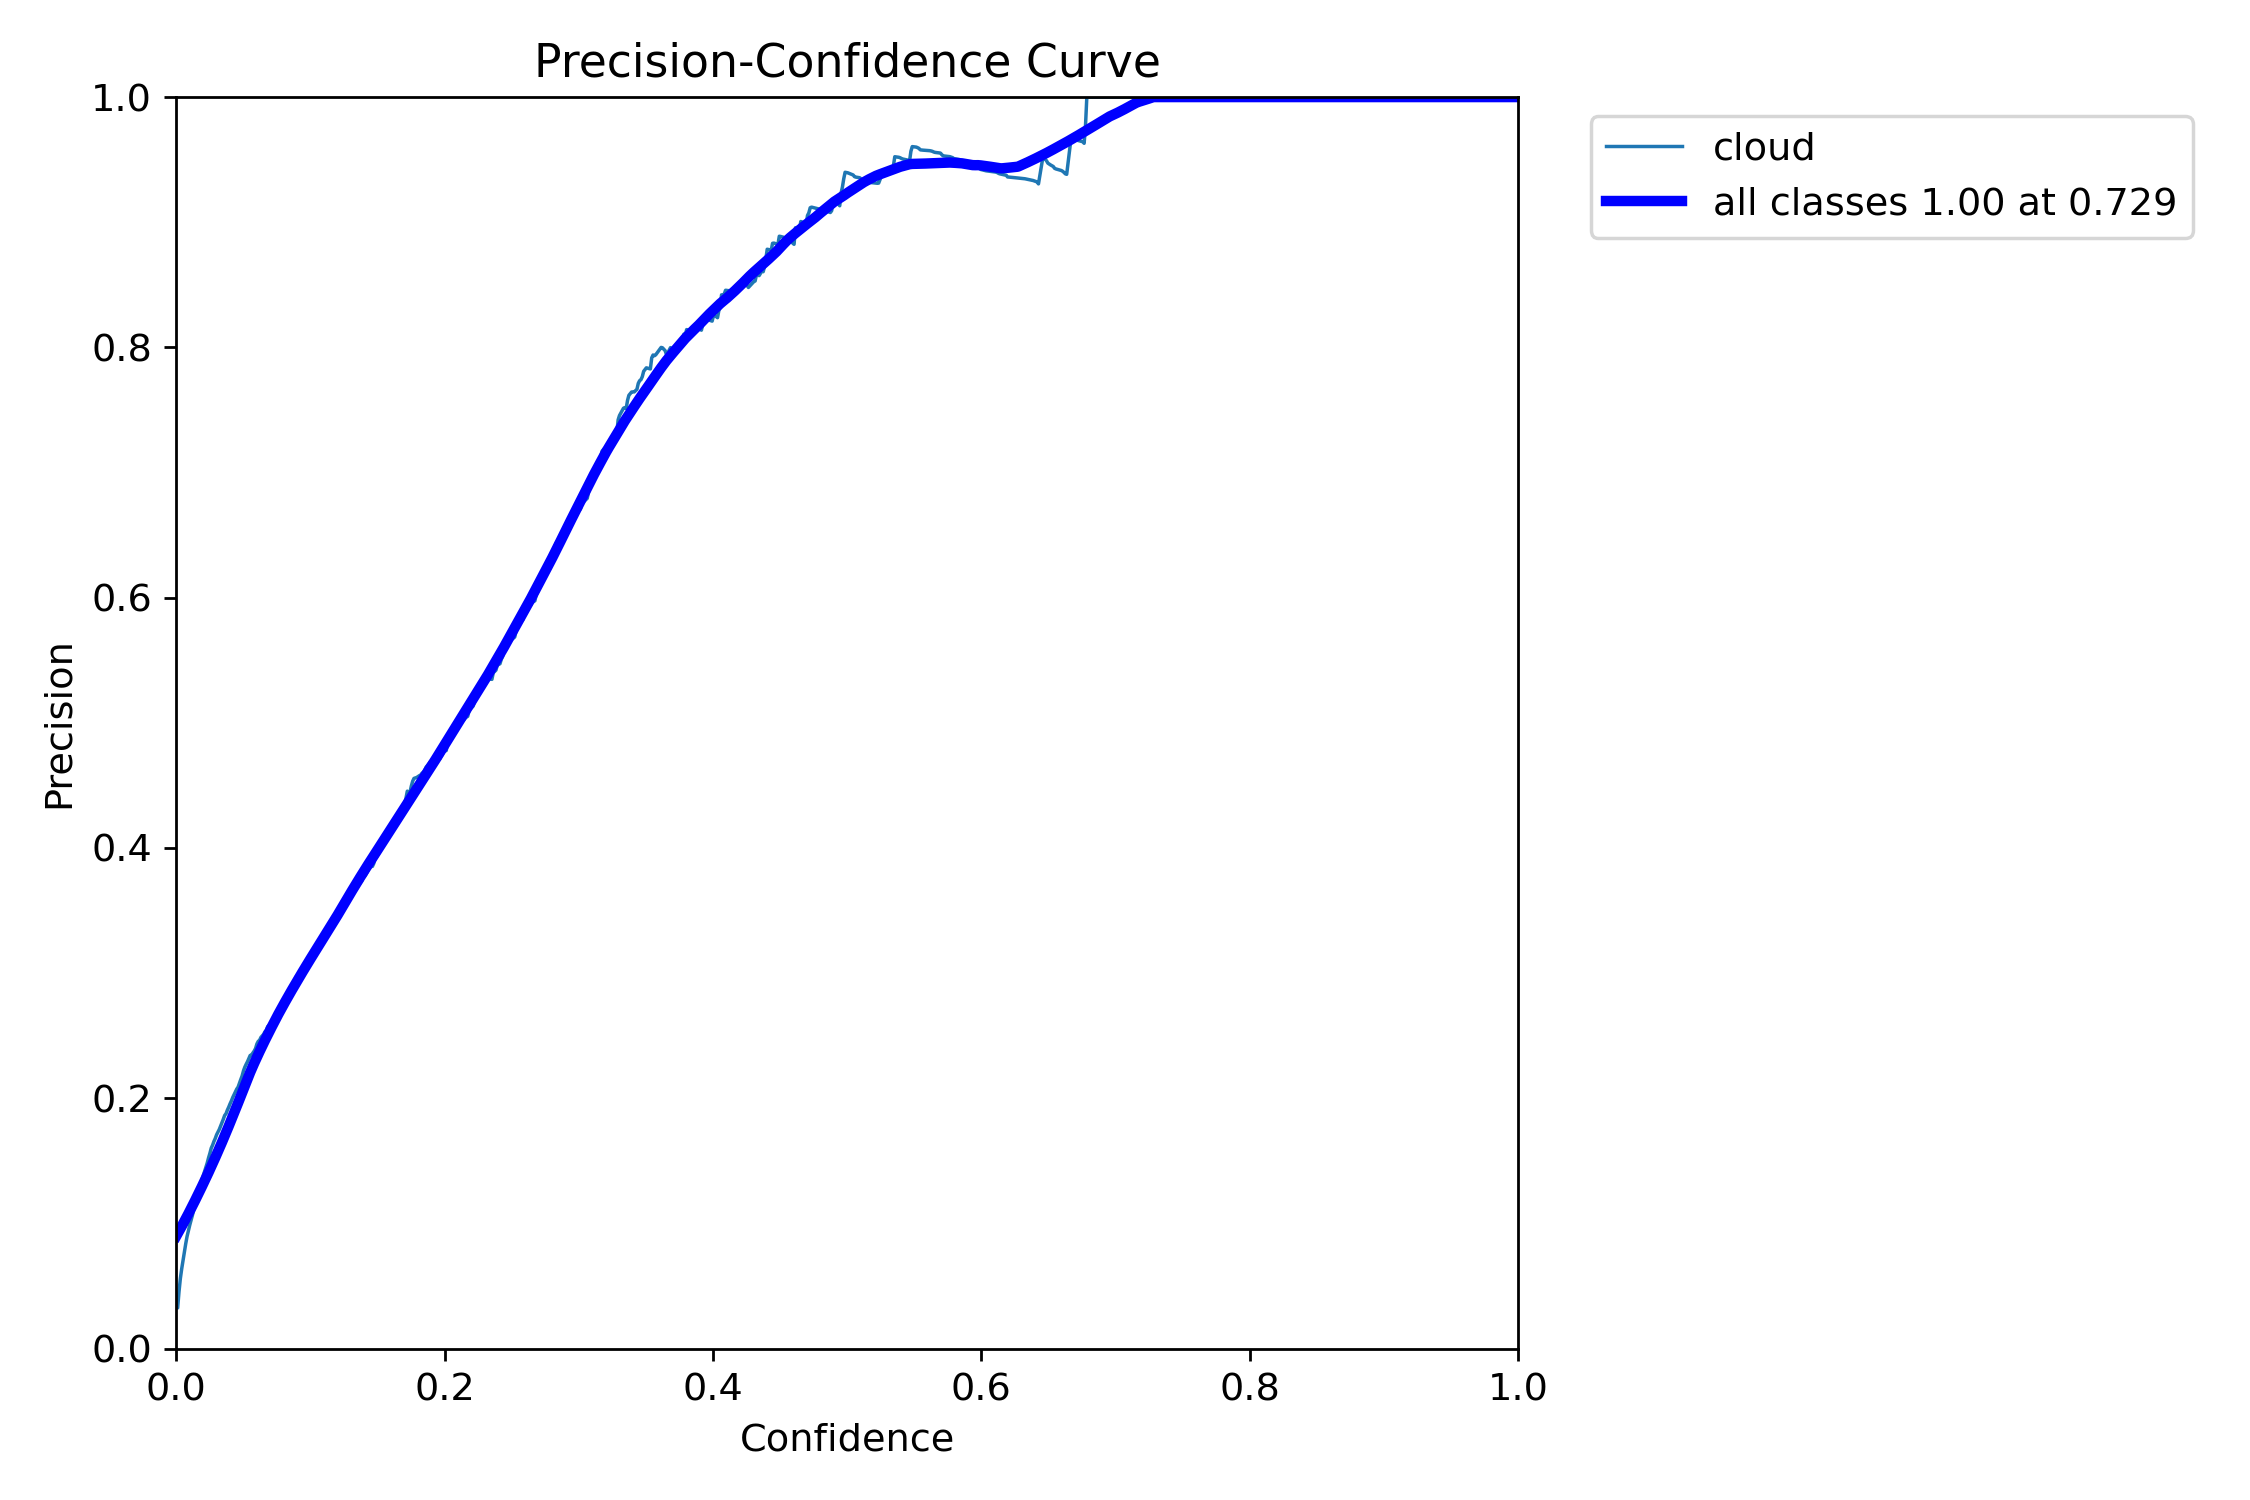 Precision-Confidence Curve
1.0
0.8
0.6
0.4
0.2
0.0
Precision
0.0 0.2 0.4 0.6 0.8 1.0
Confidence
cloud
all classes 1.00 at 0.729